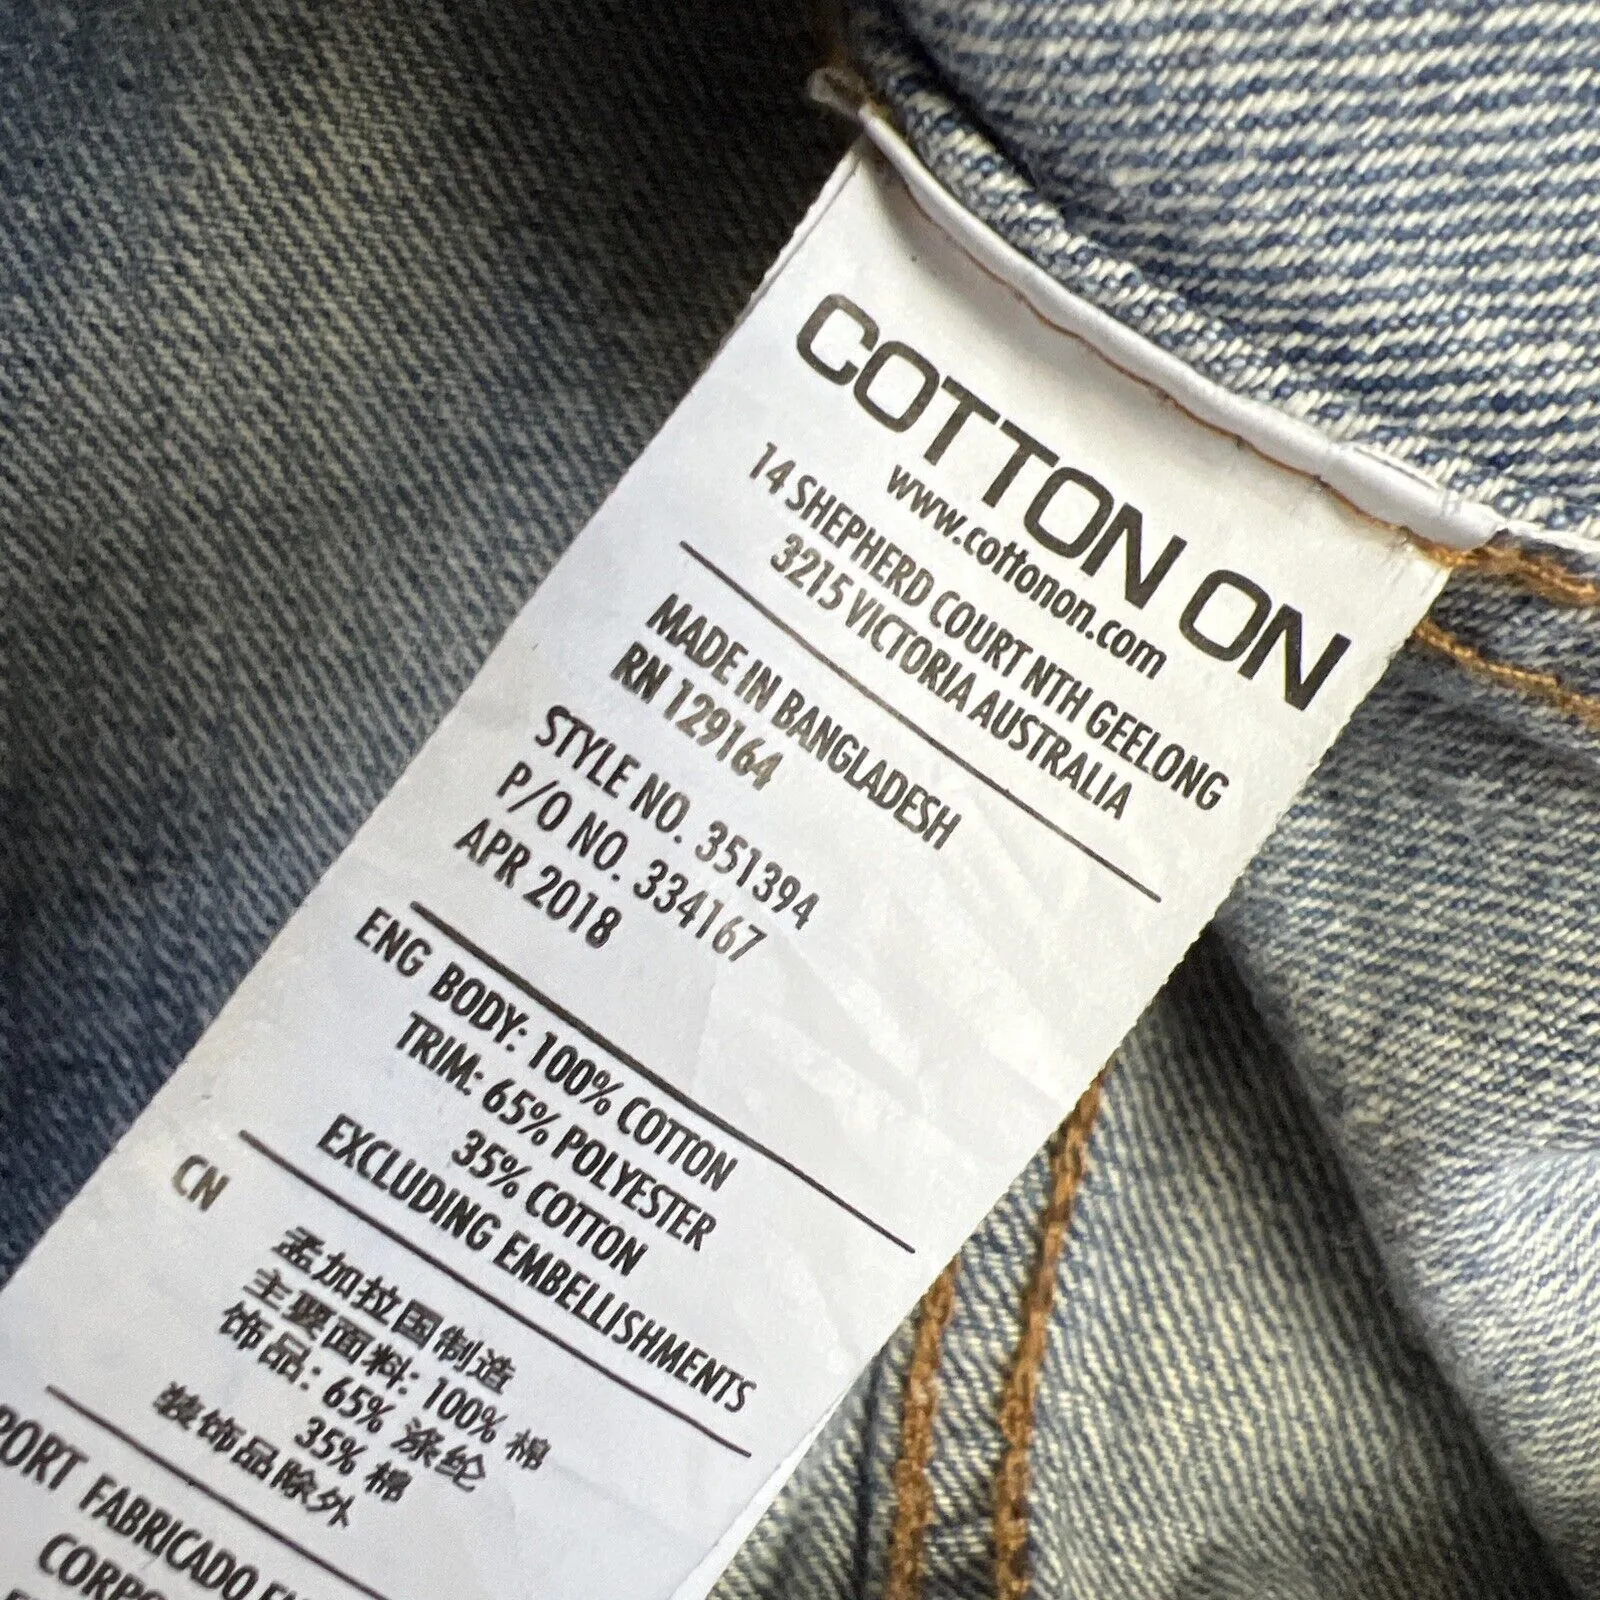 COTTON ON
www.cottonon.com
14 SHEPHERD COURT NTH GEELONG
3215 VICTORIA AUSTRALIA
MADE IN BANGLADESH
RN 129164
STYLE NO. 351394
P/O NO. 334167
APR 2018
ENG BODY: 100% COTTON
TRIM: 65% POLYESTER
35% COTTON
EXCLUDING EMBELLISHMENTS
CN
孟加拉国制造
主要面料: 100% 棉
饰品: 65% 涤纶
35% 棉
装饰品除外
PORT FABRICADO